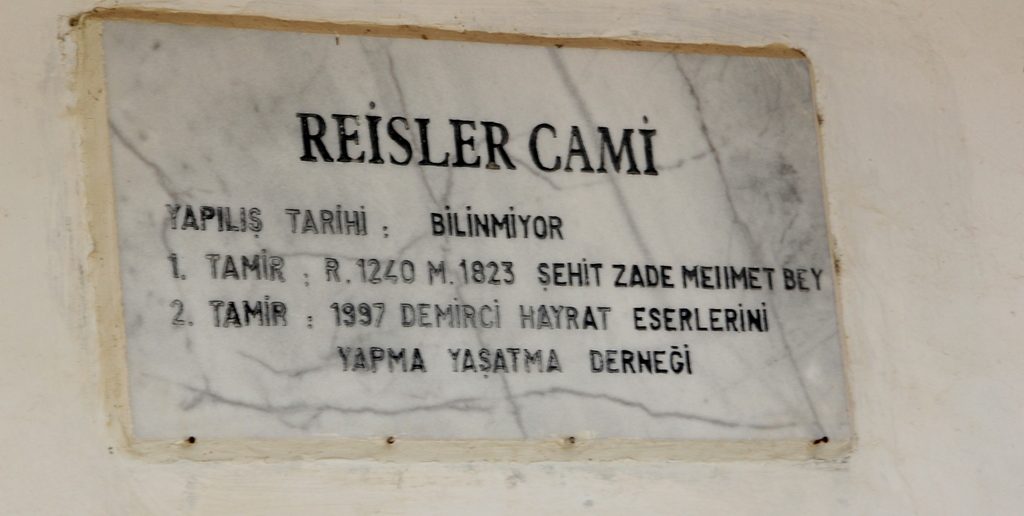 REİSLER CAMİ
YAPILIŞ TARİHİ : BİLİNMİYOR
1. TAMİR : R. 1240 M. 1823 ŞEHİT ZADE MEHMET BEY
2. TAMİR : 1997 DEMİRCİ HAYRAT ESERLERİNİ
YAPMA YAŞATMA DERNEĞİ